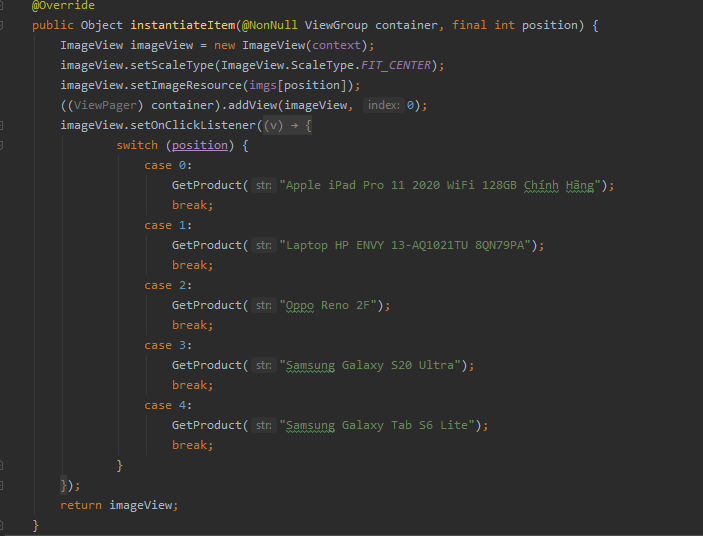 @Override
public Object instantiateItem(@NonNull ViewGroup container, final int position) {
    ImageView imageView = new ImageView(context);
    imageView.setScaleType(ImageView.ScaleType.FIT_CENTER);
    imageView.setImageResource(imgs[position]);
    ((ViewPager) container).addView(imageView, index: 0);
    imageView.setOnClickListener((v) → {
            switch (position) {
                case 0:
                    GetProduct( str: "Apple iPad Pro 11 2020 WiFi 128GB Chính Hãng");
                    break;
                case 1:
                    GetProduct( str: "Laptop HP ENVY 13-AQ1021TU 8QN79PA");
                    break;
                case 2:
                    GetProduct( str: "Oppo Reno 2F");
                    break;
                case 3:
                    GetProduct( str: "Samsung Galaxy S20 Ultra");
                    break;
                case 4:
                    GetProduct( str: "Samsung Galaxy Tab S6 Lite");
                    break;
            }
    });
    return imageView;
}